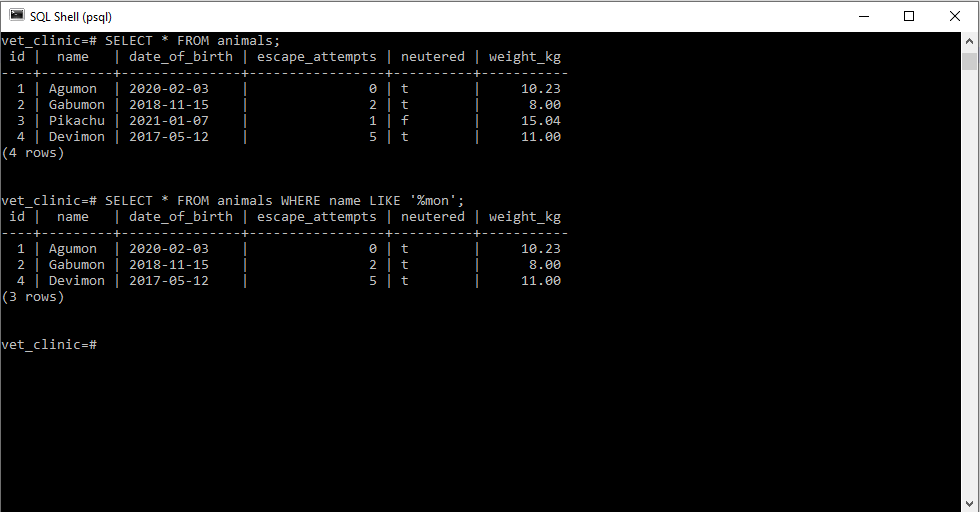 SQL Shell (psql)
vet_clinic=# SELECT * FROM animals;
 id |  name   | date_of_birth | escape_attempts | neutered | weight_kg
----+---------+---------------+-----------------+----------+-----------
  1 | Agumon  | 2020-02-03    |               0 | t        |     10.23
  2 | Gabumon | 2018-11-15    |               2 | t        |      8.00
  3 | Pikachu | 2021-01-07    |               1 | f        |     15.04
  4 | Devimon | 2017-05-12    |               5 | t        |     11.00
(4 rows)
vet_clinic=# SELECT * FROM animals WHERE name LIKE '%mon';
 id |  name   | date_of_birth | escape_attempts | neutered | weight_kg
----+---------+---------------+-----------------+----------+-----------
  1 | Agumon  | 2020-02-03    |               0 | t        |     10.23
  2 | Gabumon | 2018-11-15    |               2 | t        |      8.00
  4 | Devimon | 2017-05-12    |               5 | t        |     11.00
(3 rows)
vet_clinic=#